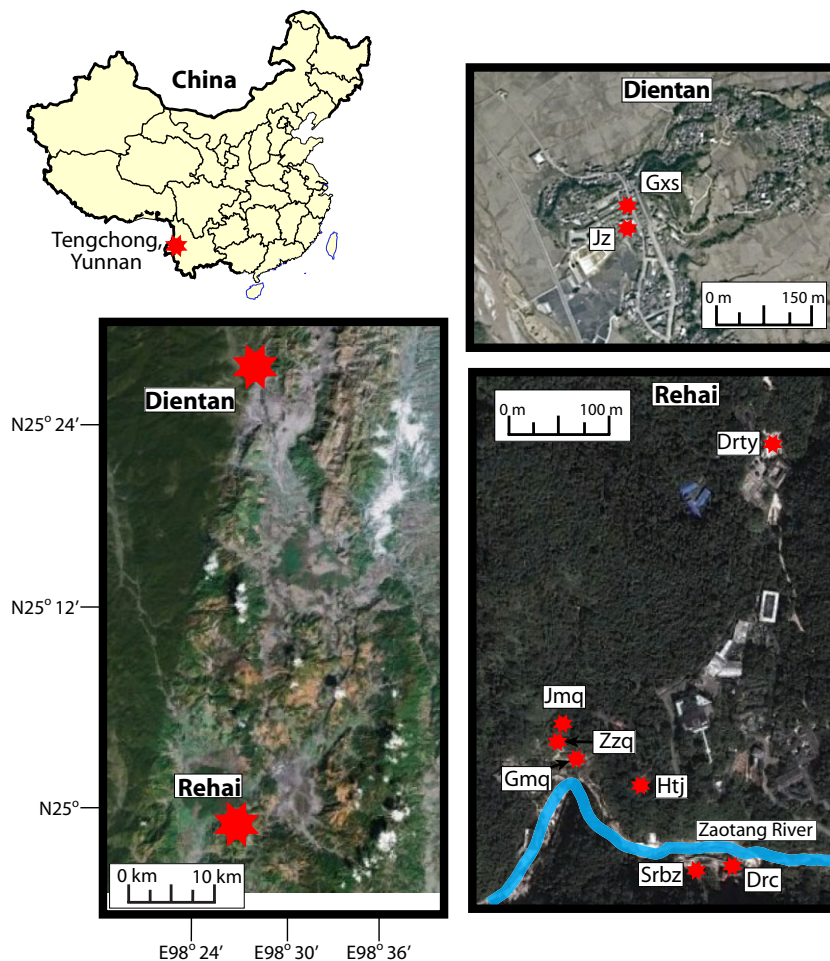 China
Tengchong,
Yunnan
Dientan
Gxs
Jz
0 m 150 m
Dientan
N25° 24′
N25° 12′
Rehai
N25°
0 km 10 km
E98° 24′ E98° 30′ E98° 36′
Rehai
0 m 100 m
Drty
Jmq
Zzq
Gmq
Htj
Zaotang River
Srbz
Drc